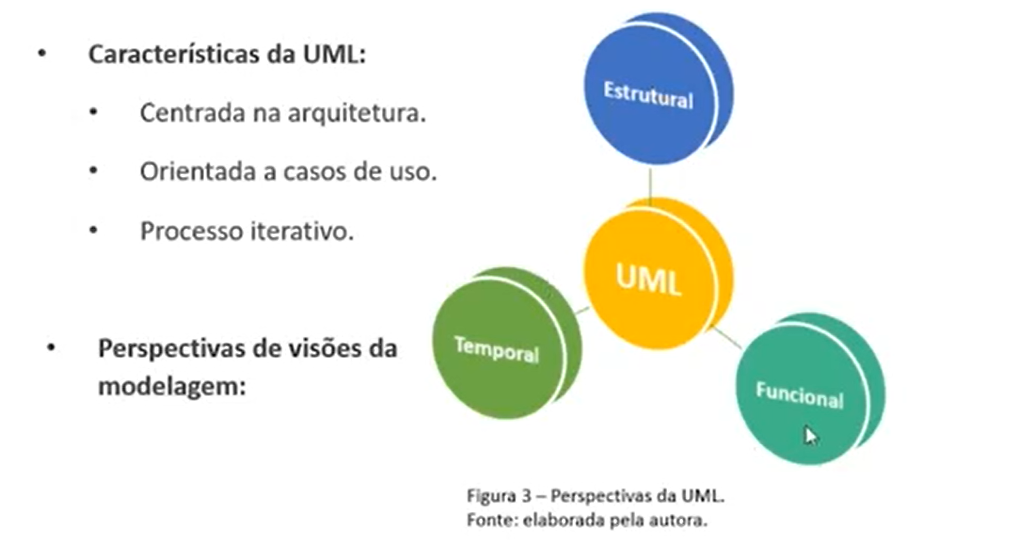 • Características da UML:
• Centrada na arquitetura.
• Orientada a casos de uso.
• Processo iterativo.
• Perspectivas de visões da
modelagem:
Estrutural
UML
Temporal
Funcional
Figura 3 – Perspectivas da UML.
Fonte: elaborada pela autora.